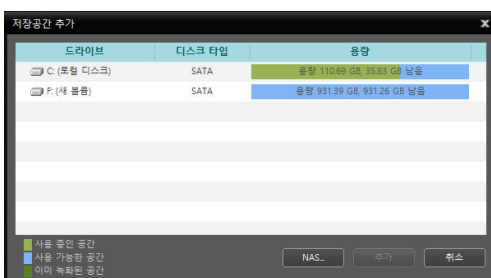 저장공간 추가 x
드라이브 디스크 타입 용량
C: (로컬 디스크) SATA 용량 110.69 GB, 35.83 GB 남음
F: (새 볼륨) SATA 용량 931.39 GB, 931.26 GB 남음
사용 중인 공간
사용 가능한 공간
이미 녹화된 공간
NAS... 추가 취소